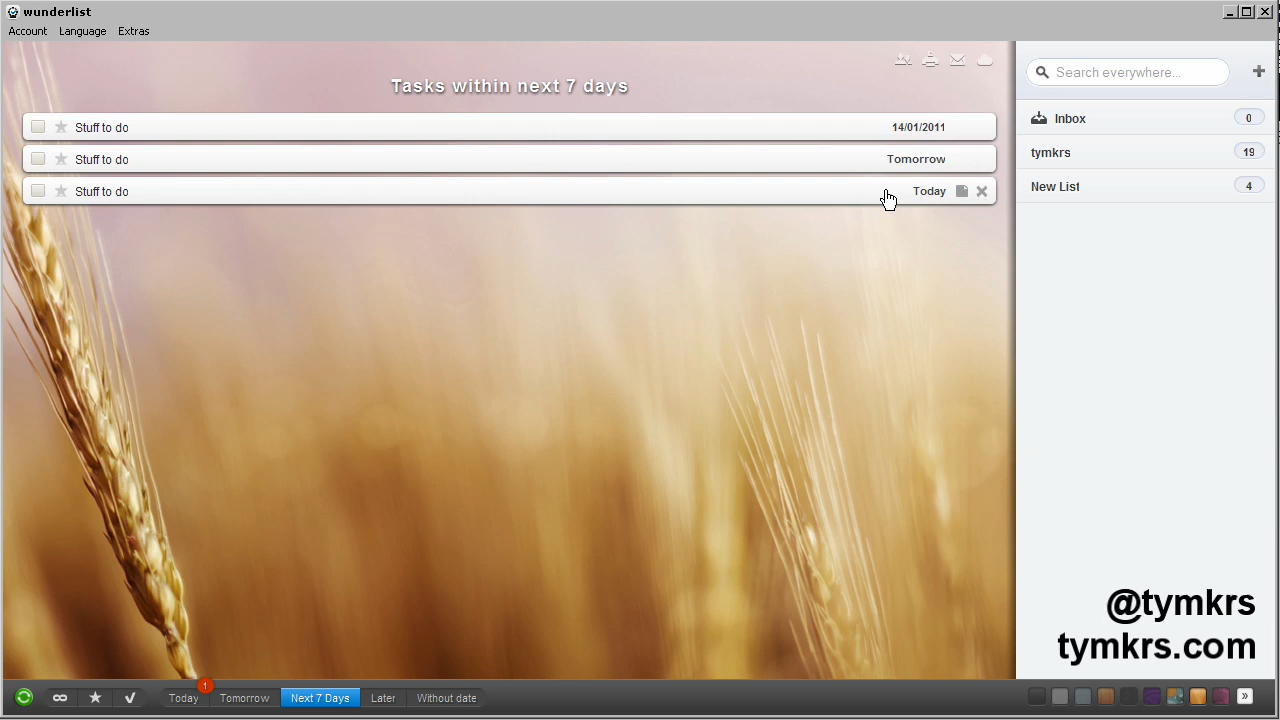 wunderlist
Account Language Extras
Tasks within next 7 days
Stuff to do 14/01/2011
Stuff to do Tomorrow
Stuff to do Today
Search everywhere...
Inbox 0
tymkrs 19
New List 4
@tymkrs
tymkrs.com
Today 1 Tomorrow Next 7 Days Later Without date